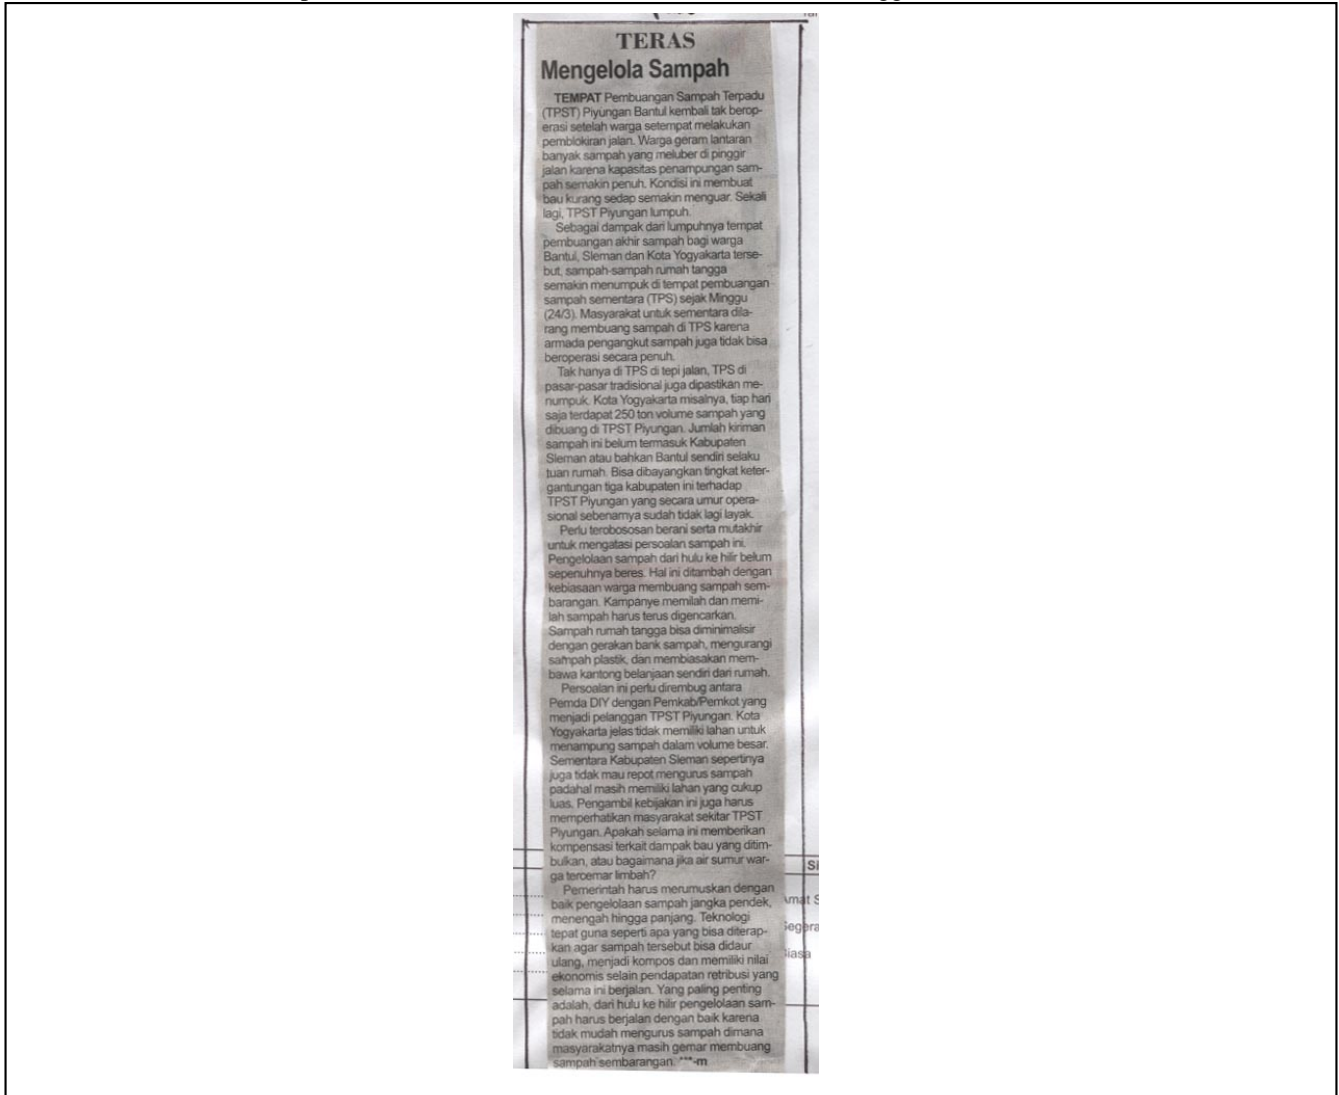 TERAS
Mengelola Sampah
TEMPAT Pembuangan Sampah Terpadu
(TPST) Piyungan Bantul kembali tak berop-
erasi setelah warga setempat melakukan
pemblokiran jalan. Warga geram lantaran
banyak sampah yang meluber di pinggir
jalan karena kapasitas penampungan sam-
pah semakin penuh. Kondisi ini membuat
bau kurang sedap semakin menguar. Sekali
lagi, TPST Piyungan lumpuh.
Sebagai dampak dari lumpuhnya tempat
pembuangan akhir sampah bagi warga
Bantul, Sleman dan Kota Yogyakarta terse-
but, sampah-sampah rumah tangga
semakin menumpuk di tempat pembuangan
sampah sementara (TPS) sejak Minggu
(24/3). Masyarakat untuk sementara dila-
rang membuang sampah di TPS karena
armada pengangkut sampah juga tidak bisa
beroperasi secara penuh.
Tak hanya di TPS di tepi jalan, TPS di
pasar-pasar tradisional juga dipastikan me-
numpuk. Kota Yogyakarta misalnya, tiap hari
saja terdapat 250 ton volume sampah yang
dibuang di TPST Piyungan. Jumlah kiriman
sampah ini belum termasuk Kabupaten
Sleman atau bahkan Bantul sendiri selaku
tuan rumah. Bisa dibayangkan tingkat keter-
gantungan tiga kabupaten ini terhadap
TPST Piyungan yang secara umur opera-
sional sebenarnya sudah tidak lagi layak.
Perlu terobososan berani serta mutakhir
untuk mengatasi persoalan sampah ini.
Pengelolaan sampah dari hulu ke hilir belum
sepenuhnya beres. Hal ini ditambah dengan
kebiasaan warga membuang sampah sem-
barangan. Kampanye memilah dan memi-
lah sampah harus terus digencarkan.
Sampah rumah tangga bisa diminimalisir
dengan gerakan bank sampah, mengurangi
sampah plastik, dan membiasakan mem-
bawa kantong belanjaan sendiri dari rumah.
Persoalan ini perlu dirembug antara
Pemda DIY dengan Pemkab/Pemkot yang
menjadi pelanggan TPST Piyungan. Kota
Yogyakarta jelas tidak memiliki lahan untuk
menampung sampah dalam volume besar.
Sementara Kabupaten Sleman sepertinya
juga tidak mau repot mengurus sampah
padahal masih memiliki lahan yang cukup
luas. Pengambil kebijakan ini juga harus
memperhatikan masyarakat sekitar TPST
Piyungan. Apakah selama ini memberikan
kompensasi terkait dampak bau yang ditim-
bulkan, atau bagaimana jika air sumur war-
ga tercemar limbah?
Pemerintah harus merumuskan dengan
baik pengelolaan sampah jangka pendek,
menengah hingga panjang. Teknologi
tepat guna seperti apa yang bisa diterap-
kan agar sampah tersebut bisa didaur
ulang, menjadi kompos dan memiliki nilai
ekonomis selain pendapatan retribusi yang
selama ini berjalan. Yang paling penting
adalah, dari hulu ke hilir pengelolaan sam-
pah harus berjalan dengan baik karena
tidak mudah mengurus sampah dimana
masyarakatnya masih gemar membuang
sampah sembarangan. ***-m